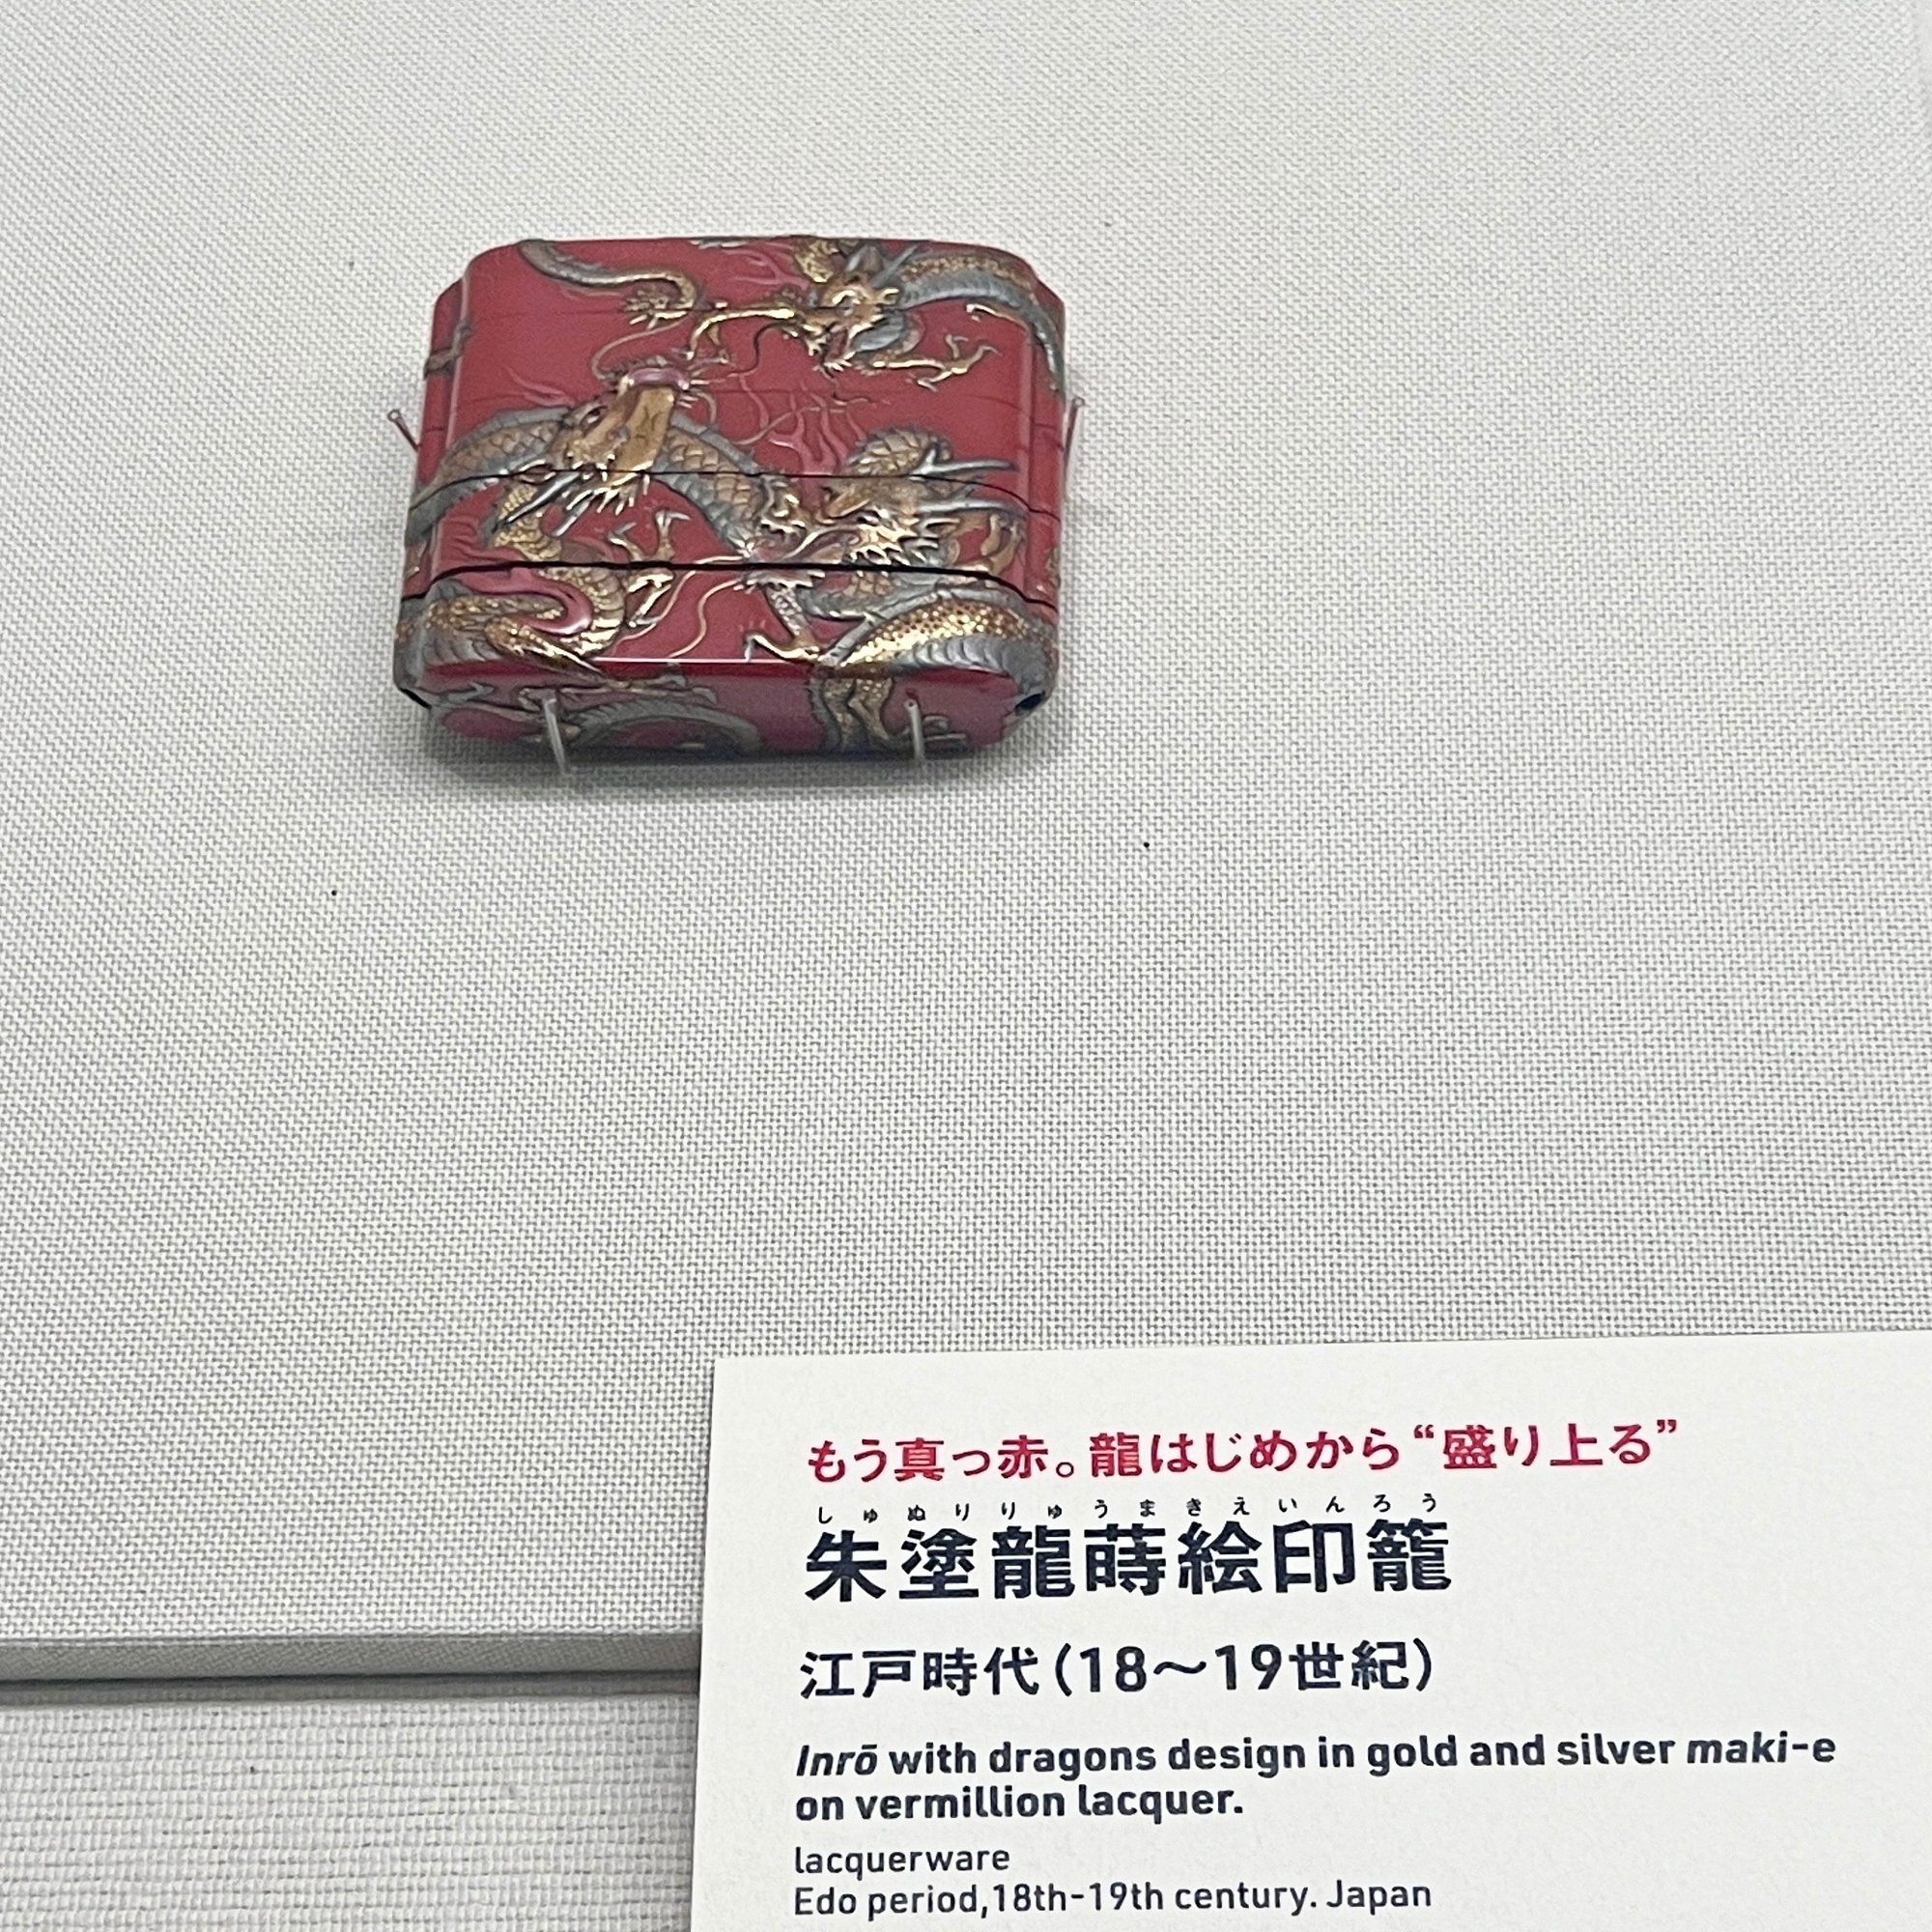 もう真っ赤。龍はじめから“盛り上る”
しゅぬりりゅうまきえいんろう
朱塗龍蒔絵印籠
江戸時代（18〜19世紀）
Inrō with dragons design in gold and silver maki-e
on vermillion lacquer.
lacquerware
Edo period,18th-19th century. Japan